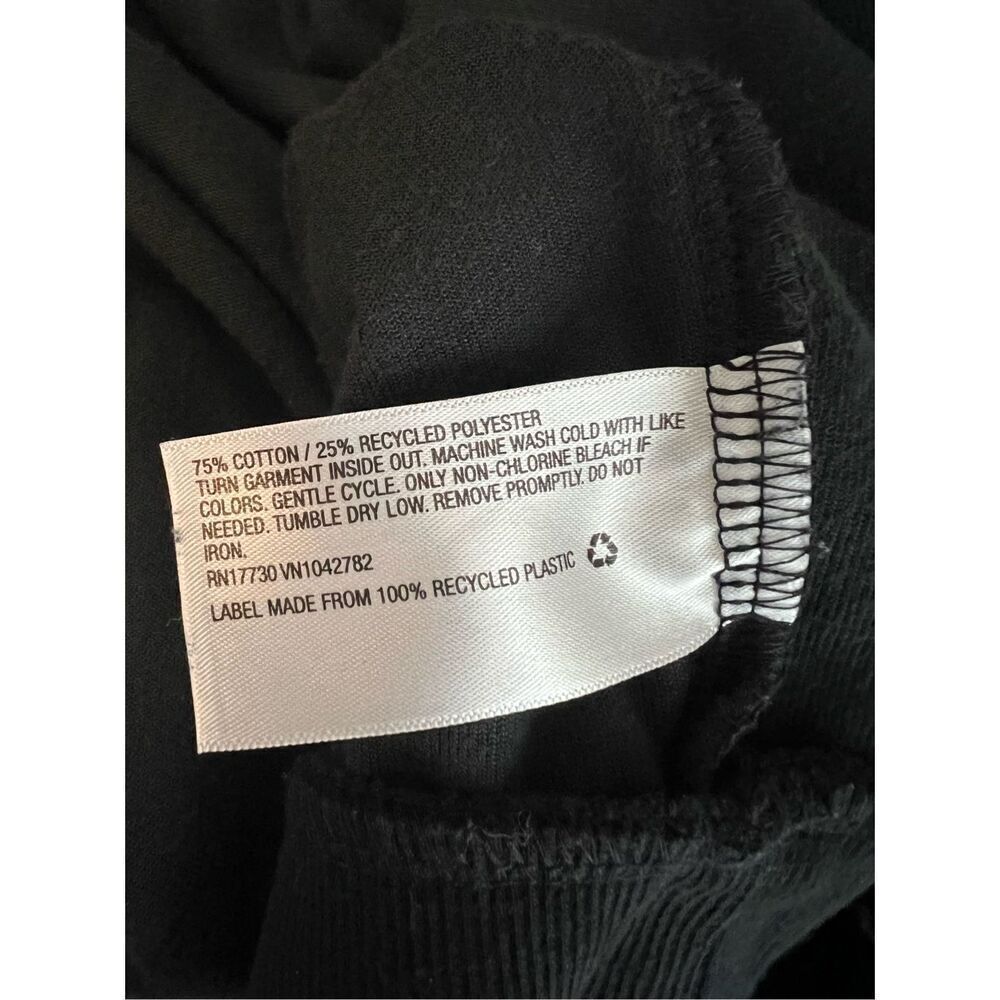 75% COTTON / 25% RECYCLED POLYESTER
TURN GARMENT INSIDE OUT. MACHINE WASH COLD WITH LIKE
COLORS. GENTLE CYCLE. ONLY NON-CHLORINE BLEACH IF
NEEDED. TUMBLE DRY LOW. REMOVE PROMPTLY. DO NOT
IRON.
RN17730 VN1042782
LABEL MADE FROM 100% RECYCLED PLASTIC